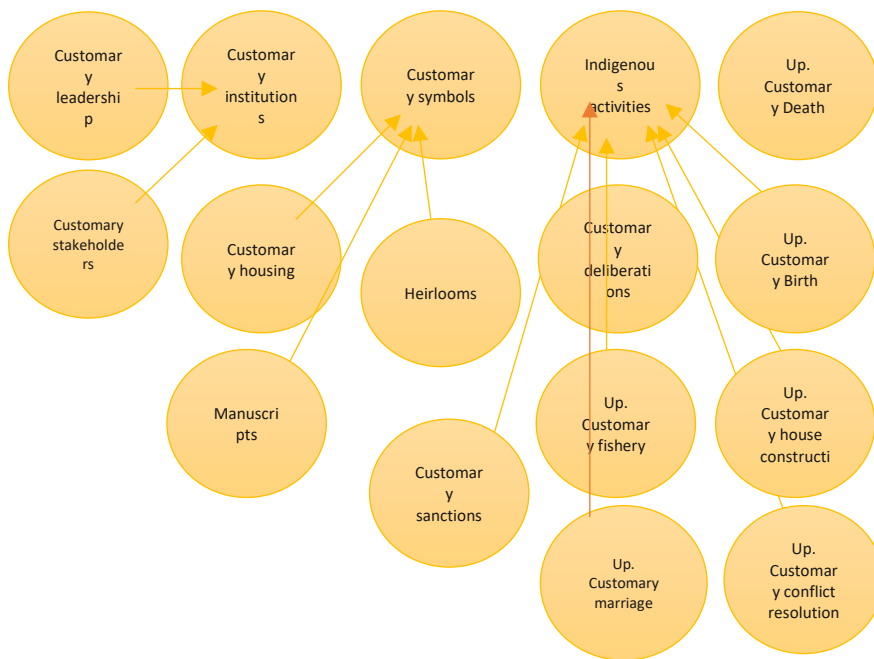 Customar
y
leadershi
p
Customar
y
institution
s
Customar
y symbols
Indigenou
s
activities
Up.
Customar
y Death
Customary
stakeholde
rs
Customar
y housing
Heirlooms
Customar
y
deliberati
ons
Up.
Customar
y Birth
Manuscri
pts
Customar
y
sanctions
Up.
Customar
y fishery
Up.
Customar
y house
constructi
Up.
Customary
marriage
Up.
Customar
y conflict
resolution